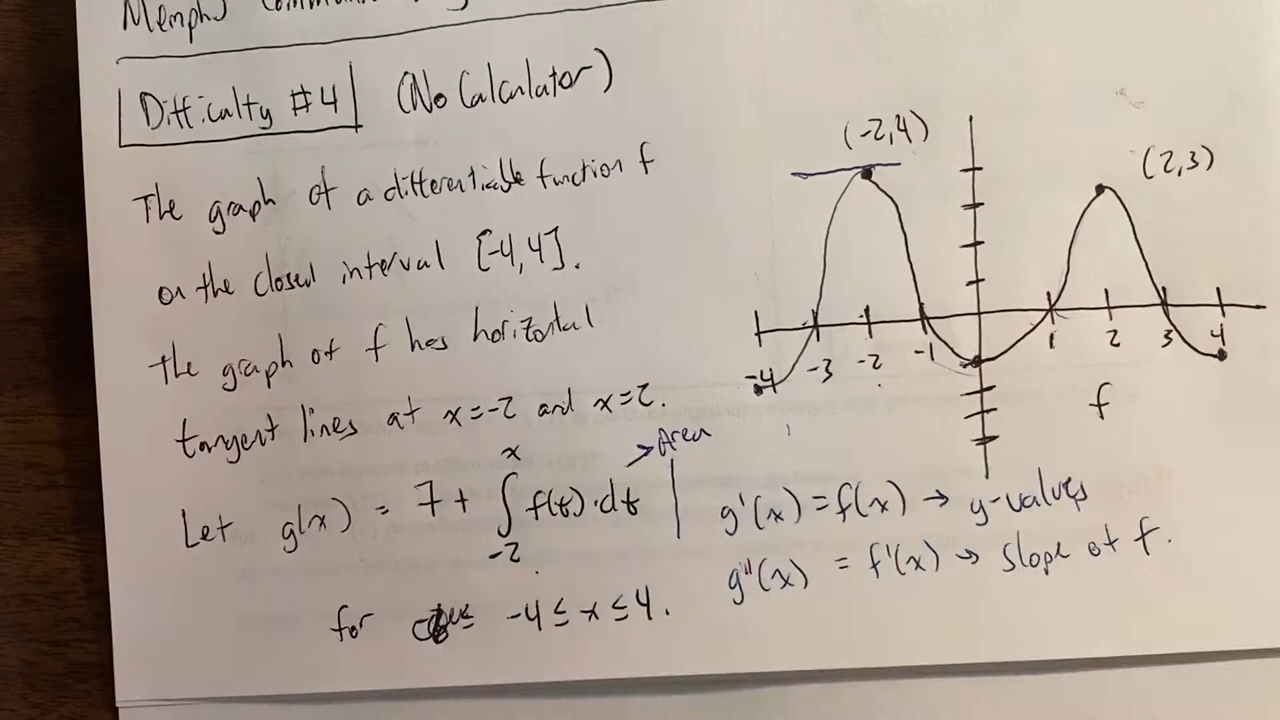 Difficulty #4 (No Calculator)
The graph of a differentiable function f
on the closed interval [-4,4].
the graph of f has horizontal
tangent lines at x=-2 and x=2.
→Area
Let g(x) = 7 + ∫_{-2}^{x} f(t)·dt
for -4 ≤ x ≤ 4.
g'(x) = f(x) → y-values
g''(x) = f'(x) → slope of f.
(-2,4)
(2,3)
-4 -3 -2 -1 1 2 3 4
f